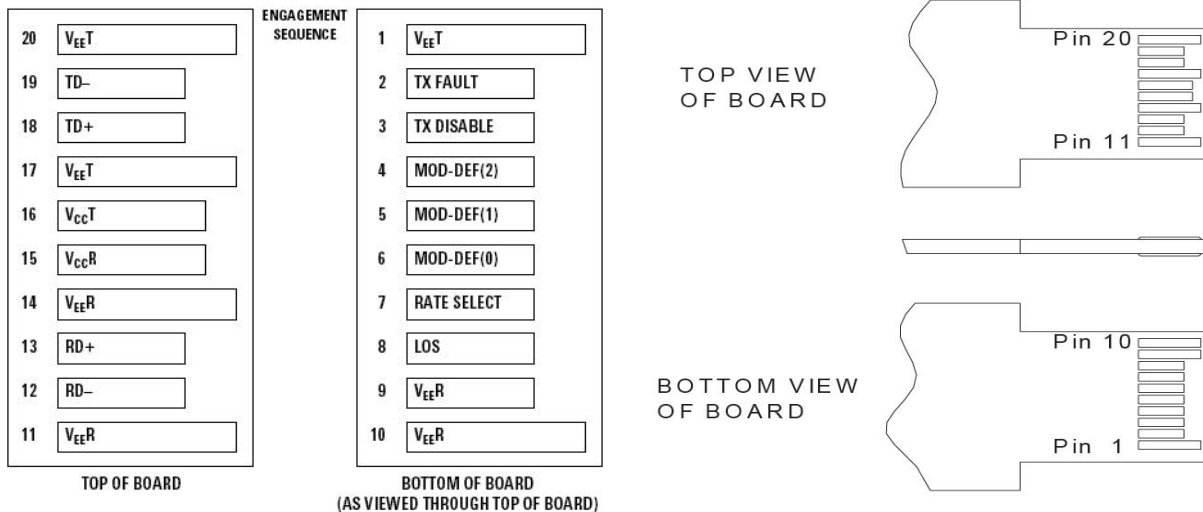 ENGAGEMENT
SEQUENCE
20 VEET
19 TD–
18 TD+
17 VEET
16 VCCT
15 VCCR
14 VEER
13 RD+
12 RD–
11 VEER
TOP OF BOARD
1 VEET
2 TX FAULT
3 TX DISABLE
4 MOD-DEF(2)
5 MOD-DEF(1)
6 MOD-DEF(0)
7 RATE SELECT
8 LOS
9 VEER
10 VEER
BOTTOM OF BOARD
(AS VIEWED THROUGH TOP OF BOARD)
TOP VIEW
OF BOARD
Pin 20
Pin 11
BOTTOM VIEW
OF BOARD
Pin 10
Pin 1